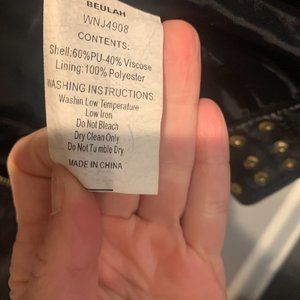 BEULAH
WNJ4908
CONTENTS:
Shell:60%PU-40% Viscose
Lining:100% Polyester
WASHING INSTRUCTIONS:
Washin Low Temperature
Low Iron
Do Not Bleach
Dry Clean Only
Do Not Tumble Dry
MADE IN CHINA